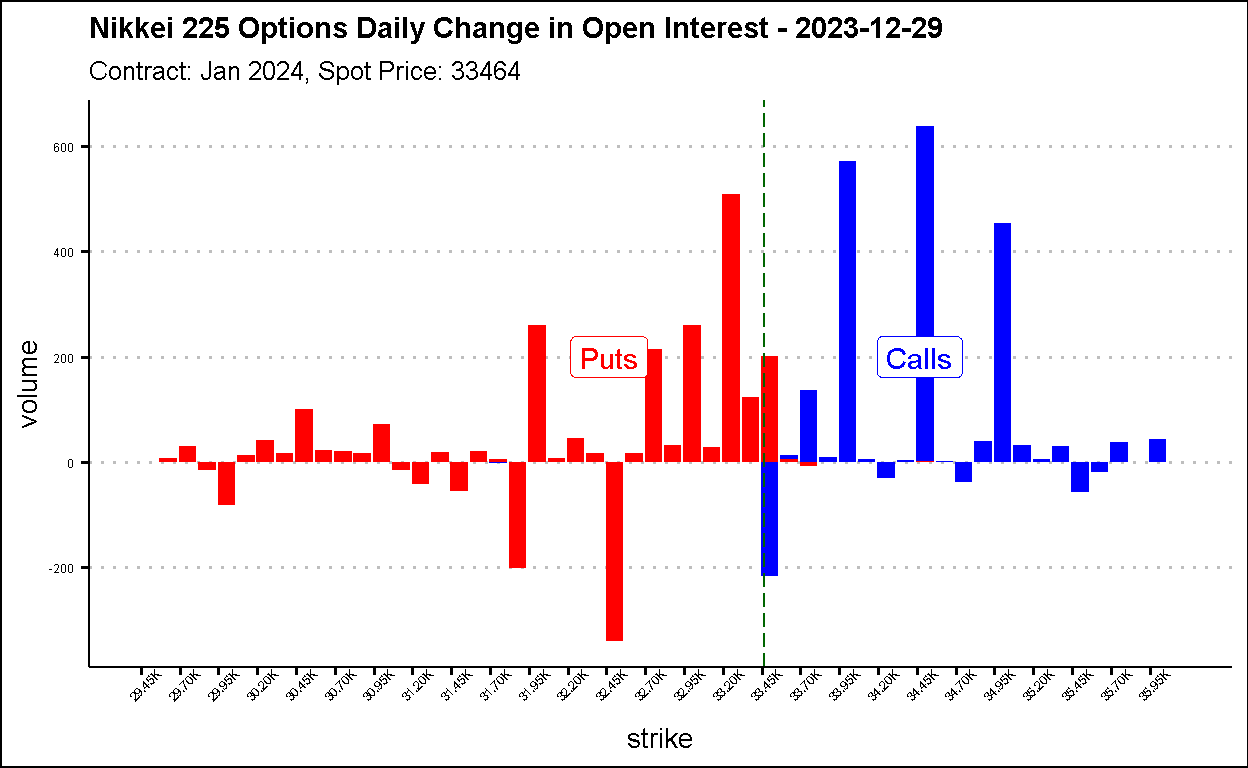 Nikkei 225 Options Daily Change in Open Interest - 2023-12-29
Contract: Jan 2024, Spot Price: 33464
volume
600
400
200
0
-200
Puts
Calls
29.45K
29.70K
29.95K
30.20K
30.45K
30.70K
30.95K
31.20K
31.45K
31.70K
31.95K
32.20K
32.45K
32.70K
32.95K
33.20K
33.45K
33.70K
33.95K
34.20K
34.45K
34.70K
34.95K
35.20K
35.45K
35.70K
35.95K
strike